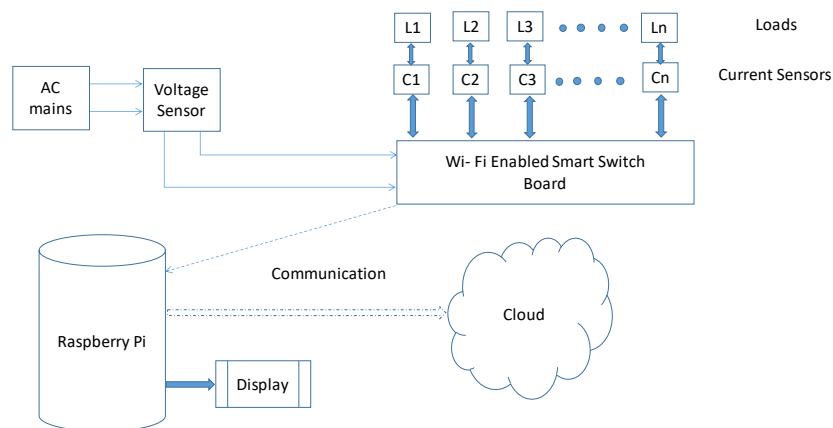 L1 L2 L3 Ln Loads
C1 C2 C3 Cn Current Sensors
AC
mains
Voltage
Sensor
Wi- Fi Enabled Smart Switch
Board
Communication
Raspberry Pi
Cloud
Display